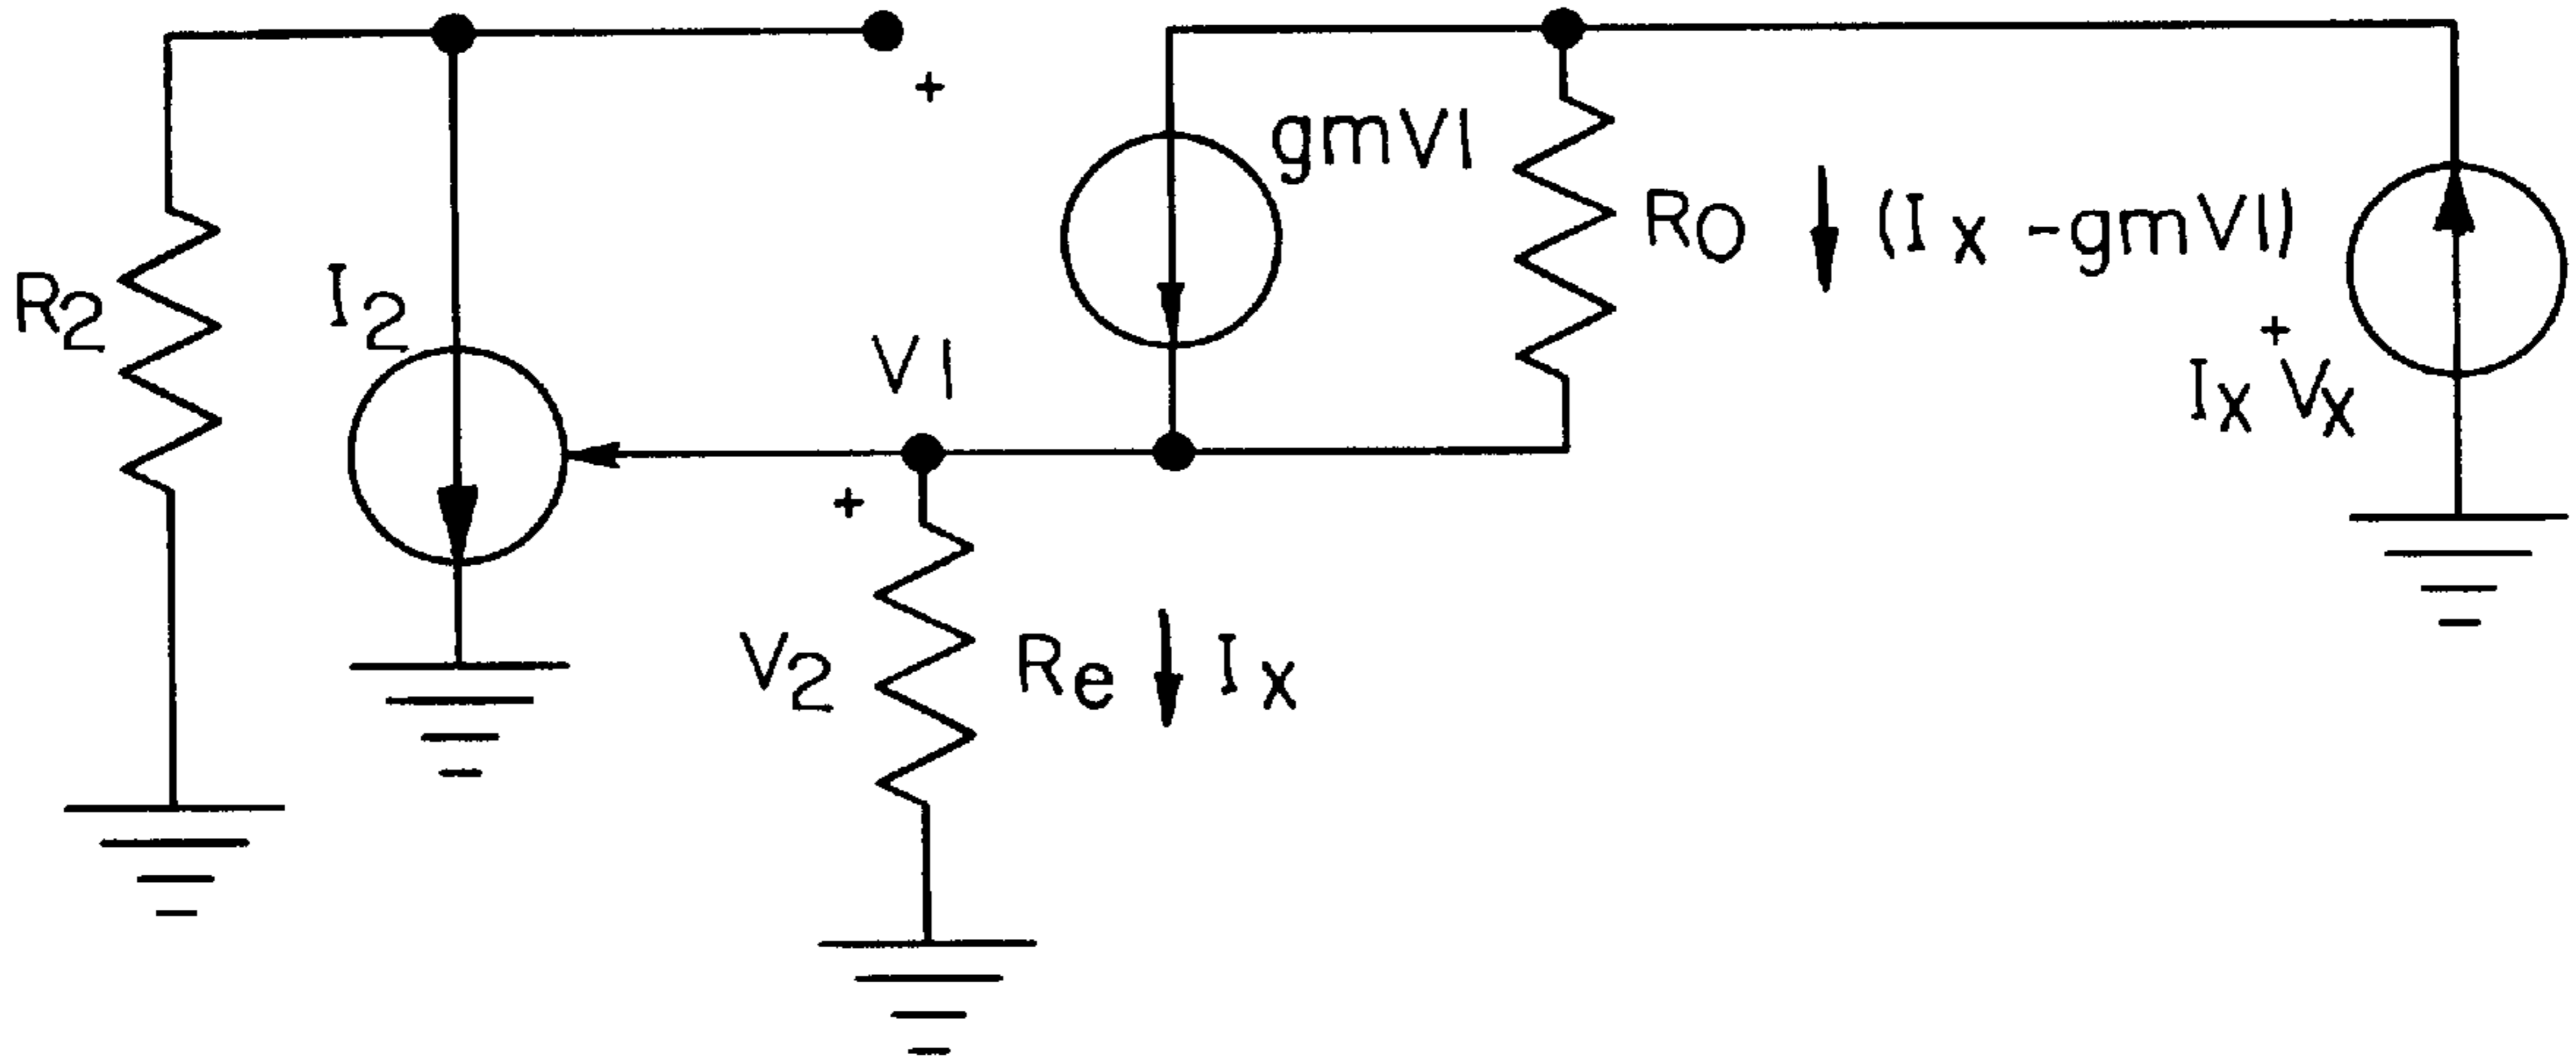 +
gmV1
R2
I2
RO
(Ix -gmV1)
V1
+
Ix Vx
+
V2
Re
Ix